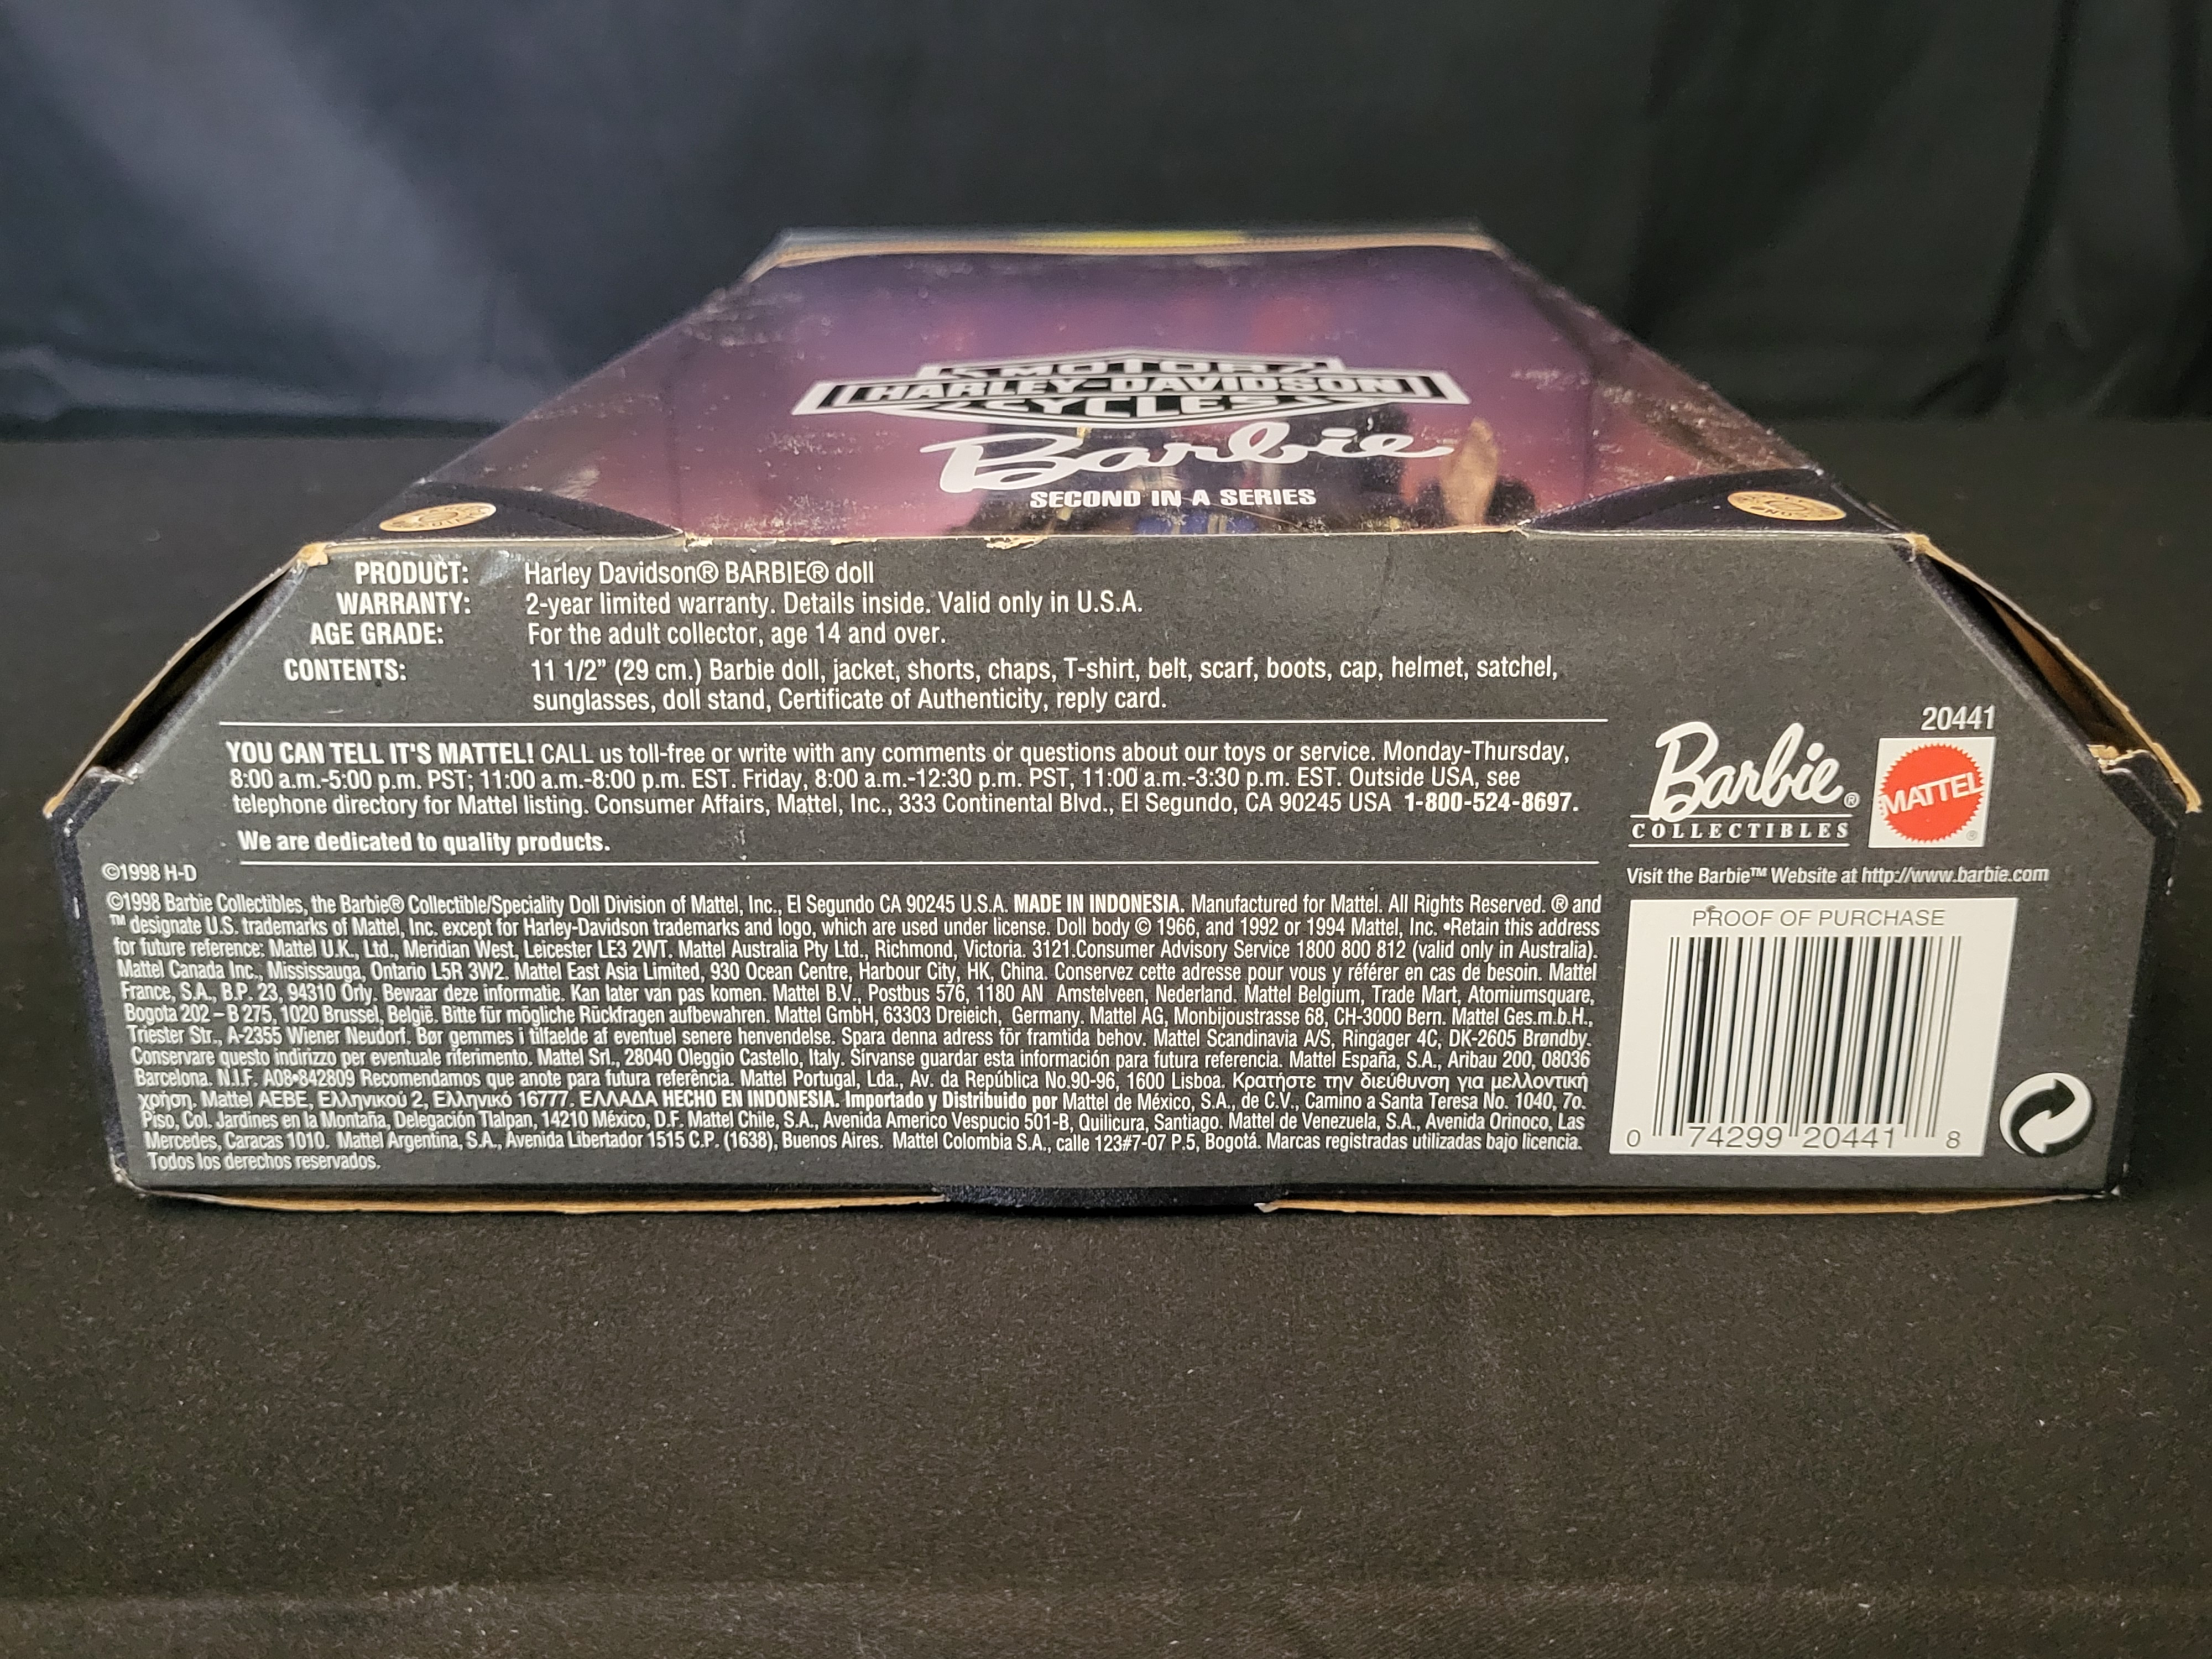 MOTOR
HARLEY-DAVIDSON
CYCLES
Barbie
SECOND IN A SERIES
PRODUCT: Harley Davidson® BARBIE® doll
WARRANTY: 2-year limited warranty. Details inside. Valid only in U.S.A.
AGE GRADE: For the adult collector, age 14 and over.
CONTENTS: 11 1/2” (29 cm.) Barbie doll, jacket, shorts, chaps, T-shirt, belt, scarf, boots, cap, helmet, satchel,
sunglasses, doll stand, Certificate of Authenticity, reply card.
YOU CAN TELL IT'S MATTEL! CALL us toll-free or write with any comments or questions about our toys or service. Monday-Thursday,
8:00 a.m.-5:00 p.m. PST; 11:00 a.m.-8:00 p.m. EST. Friday, 8:00 a.m.-12:30 p.m. PST, 11:00 a.m.-3:30 p.m. EST. Outside USA, see
telephone directory for Mattel listing. Consumer Affairs, Mattel, Inc., 333 Continental Blvd., El Segundo, CA 90245 USA 1-800-524-8697.
We are dedicated to quality products.
©1998 H-D
©1998 Barbie Collectibles, the Barbie® Collectible/Speciality Doll Division of Mattel, Inc., El Segundo CA 90245 U.S.A. MADE IN INDONESIA. Manufactured for Mattel. All Rights Reserved. ® and
™ designate U.S. trademarks of Mattel, Inc. except for Harley-Davidson trademarks and logo, which are used under license. Doll body © 1966, and 1992 or 1994 Mattel, Inc. •Retain this address
for future reference: Mattel U.K., Ltd., Meridian West, Leicester LE3 2WT. Mattel Australia Pty Ltd., Richmond, Victoria. 3121.Consumer Advisory Service 1800 800 812 (valid only in Australia).
Mattel Canada Inc., Mississauga, Ontario L5R 3W2. Mattel East Asia Limited, 930 Ocean Centre, Harbour City, HK, China. Conservez cette adresse pour vous y référer en cas de besoin. Mattel
France, S.A., B.P. 23, 94310 Orly. Bewaar deze informatie. Kan later van pas komen. Mattel B.V., Postbus 576, 1180 AN Amstelveen, Nederland. Mattel Belgium, Trade Mart, Atomiumsquare,
Bogota 202 – B 275, 1020 Brussel, België. Bitte für mögliche Rückfragen aufbewahren. Mattel GmbH, 63303 Dreieich, Germany. Mattel AG, Monbijoustrasse 68, CH-3000 Bern. Mattel Ges.m.b.H.,
Triester Str., A-2355 Wiener Neudorf. Bør gemmes i tilfaelde af eventuel senere henvendelse. Spara denna adress för framtida behov. Mattel Scandinavia A/S, Ringager 4C, DK-2605 Brøndby.
Conservare questo indirizzo per eventuale riferimento. Mattel Srl., 28040 Oleggio Castello, Italy. Sírvanse guardar esta información para futura referencia. Mattel España, S.A., Aribau 200, 08036
Barcelona. N.I.F. A08•842809 Recomendamos que anote para futura referência. Mattel Portugal, Lda., Av. da República No.90-96, 1600 Lisboa. Κρατήστε την διεύθυνση για μελλοντική
χρήση. Mattel AEBE, Ελληνικού 2, Ελληνικό 16777. ΕΛΛΑΔΑ HECHO EN INDONESIA. Importado y Distribuido por Mattel de México, S.A., de C.V., Camino a Santa Teresa No. 1040, 7o.
Piso, Col. Jardines en la Montaña, Delegación Tlalpan, 14210 México, D.F. Mattel Chile, S.A., Avenida Americo Vespucio 501-B, Quilicura, Santiago. Mattel de Venezuela, S.A., Avenida Orinoco, Las
Mercedes, Caracas 1010. Mattel Argentina, S.A., Avenida Libertador 1515 C.P. (1638), Buenos Aires. Mattel Colombia S.A., calle 123#7-07 P.5, Bogotá. Marcas registradas utilizadas bajo licencia.
Todos los derechos reservados.
20441
Barbie®
COLLECTIBLES
MATTEL®
Visit the Barbie™ Website at http://www.barbie.com
PROOF OF PURCHASE
0 74299 20441 8